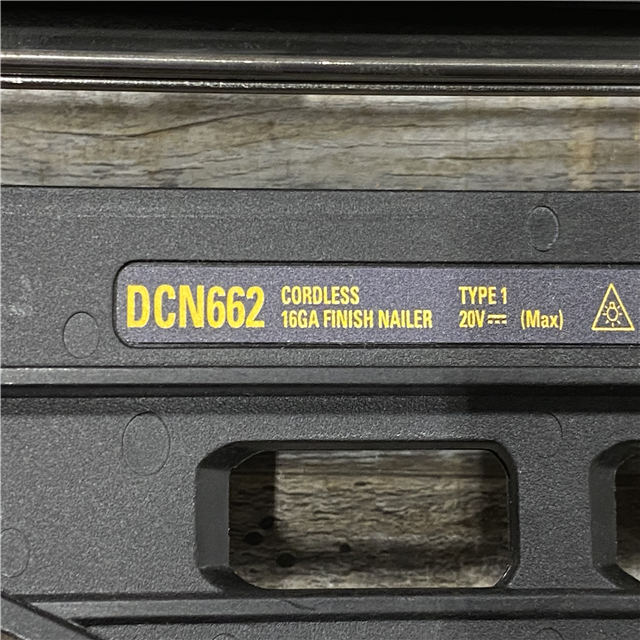 DCN662
CORDLESS
16GA FINISH NAILER
TYPE 1
20V⎓ (Max)